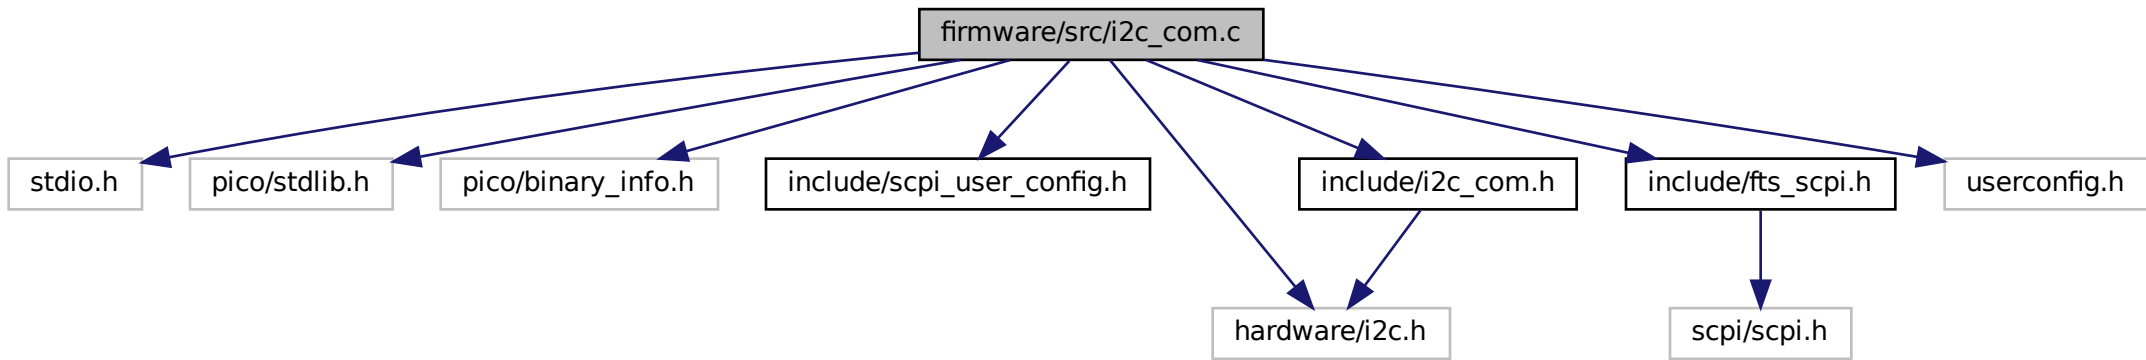 firmware/src/i2c_com.c
stdio.h
pico/stdlib.h
pico/binary_info.h
include/scpi_user_config.h
include/i2c_com.h
include/fts_scpi.h
userconfig.h
hardware/i2c.h
scpi/scpi.h